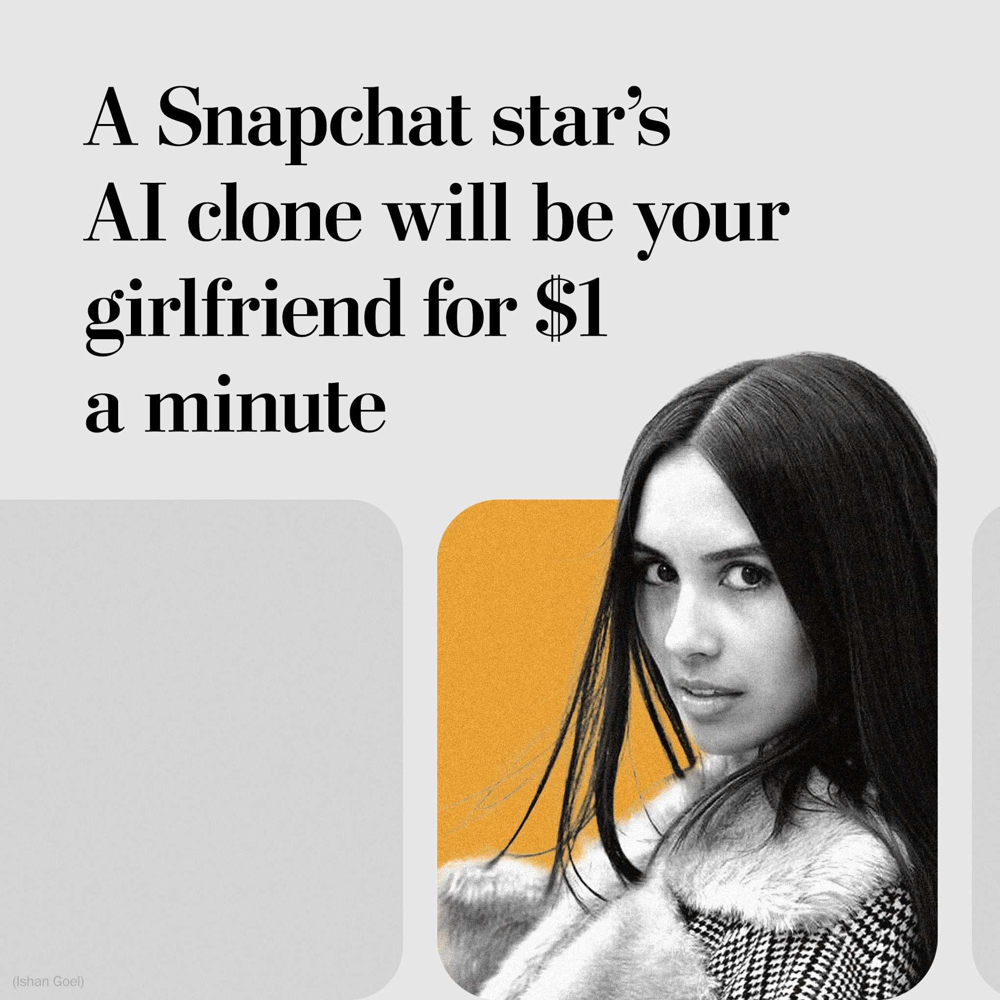 A Snapchat star’s
AI clone will be your
girlfriend for $1
a minute
(Ishan Goel)